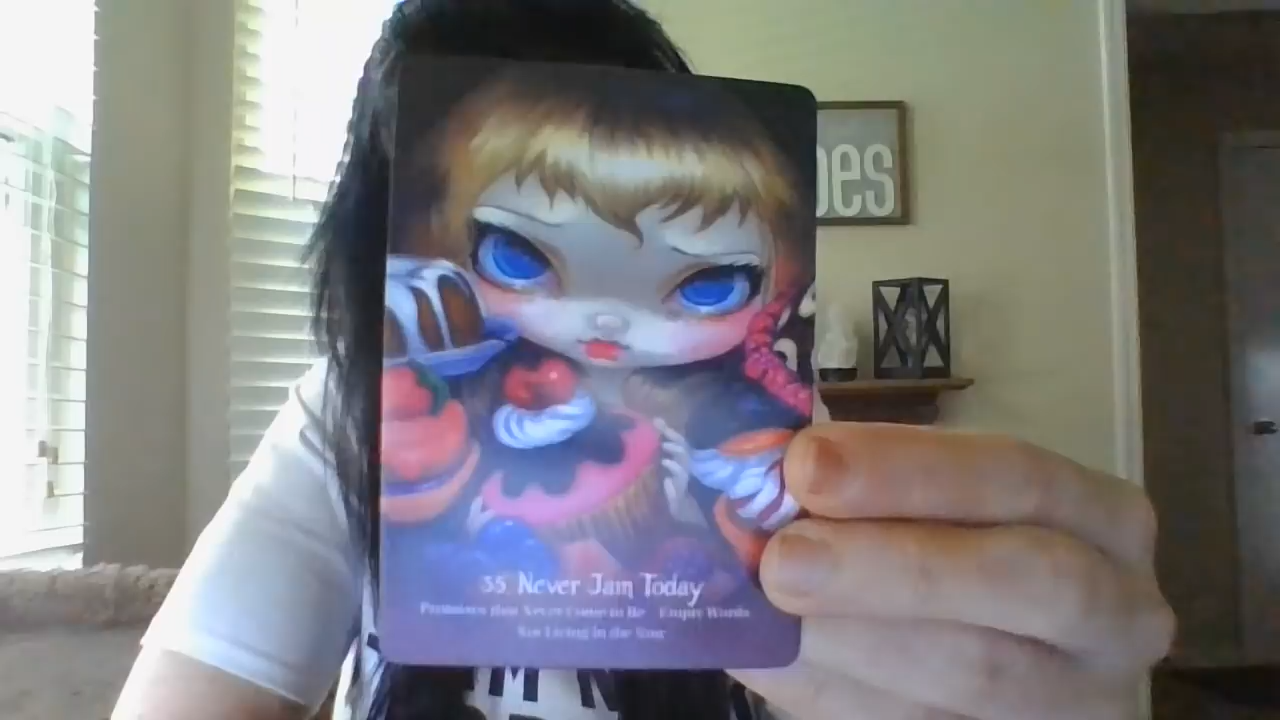 oes
35 Never Jam Today
Promises that Never Come to Be Empty Words
Not Living in the Now
M N